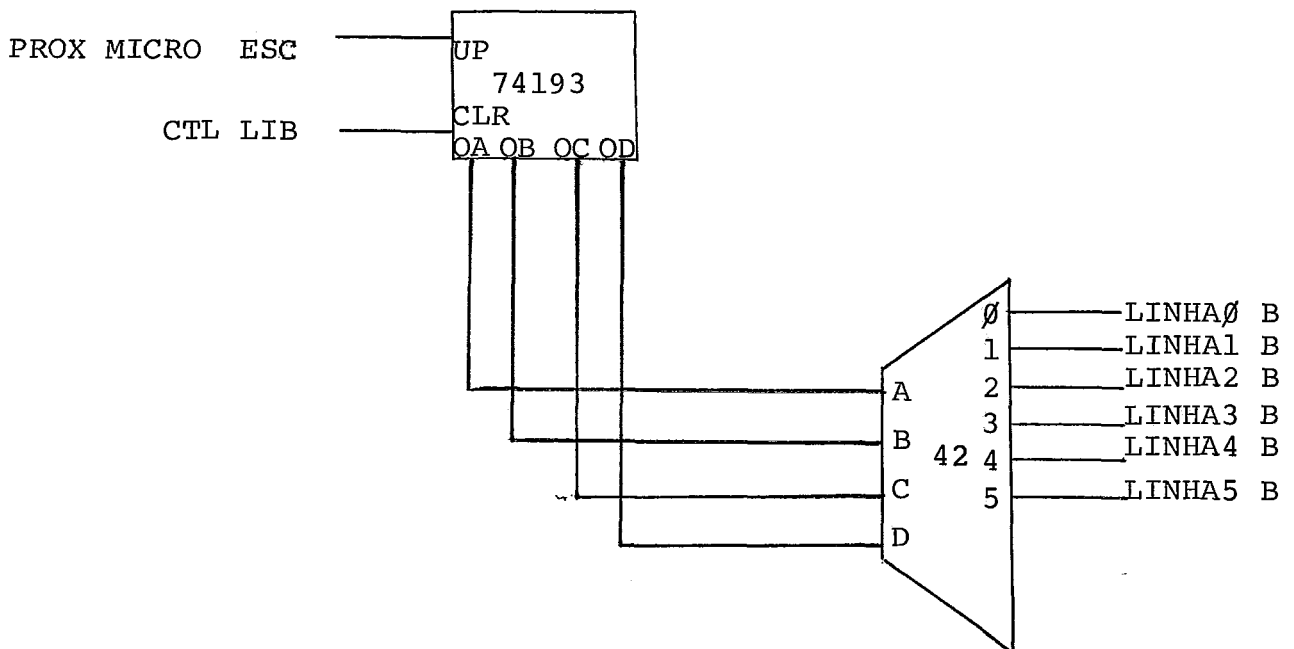 PROX MICRO ESC
UP
74193
CTL LIB
CLR
OA OB OC OD
Ø LINHAØ B
1 LINHA1 B
A 2 LINHA2 B
3 LINHA3 B
B 42 4 LINHA4 B
C 5 LINHA5 B
D